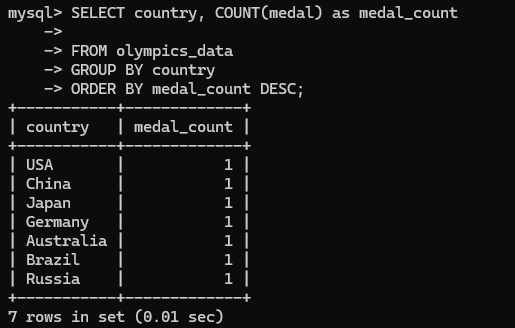 mysql> SELECT country, COUNT(medal) as medal_count
    ->
    -> FROM olympics_data
    -> GROUP BY country
    -> ORDER BY medal_count DESC;
+-----------+-------------+
| country   | medal_count |
+-----------+-------------+
| USA       |           1 |
| China     |           1 |
| Japan     |           1 |
| Germany   |           1 |
| Australia |           1 |
| Brazil    |           1 |
| Russia    |           1 |
+-----------+-------------+
7 rows in set (0.01 sec)